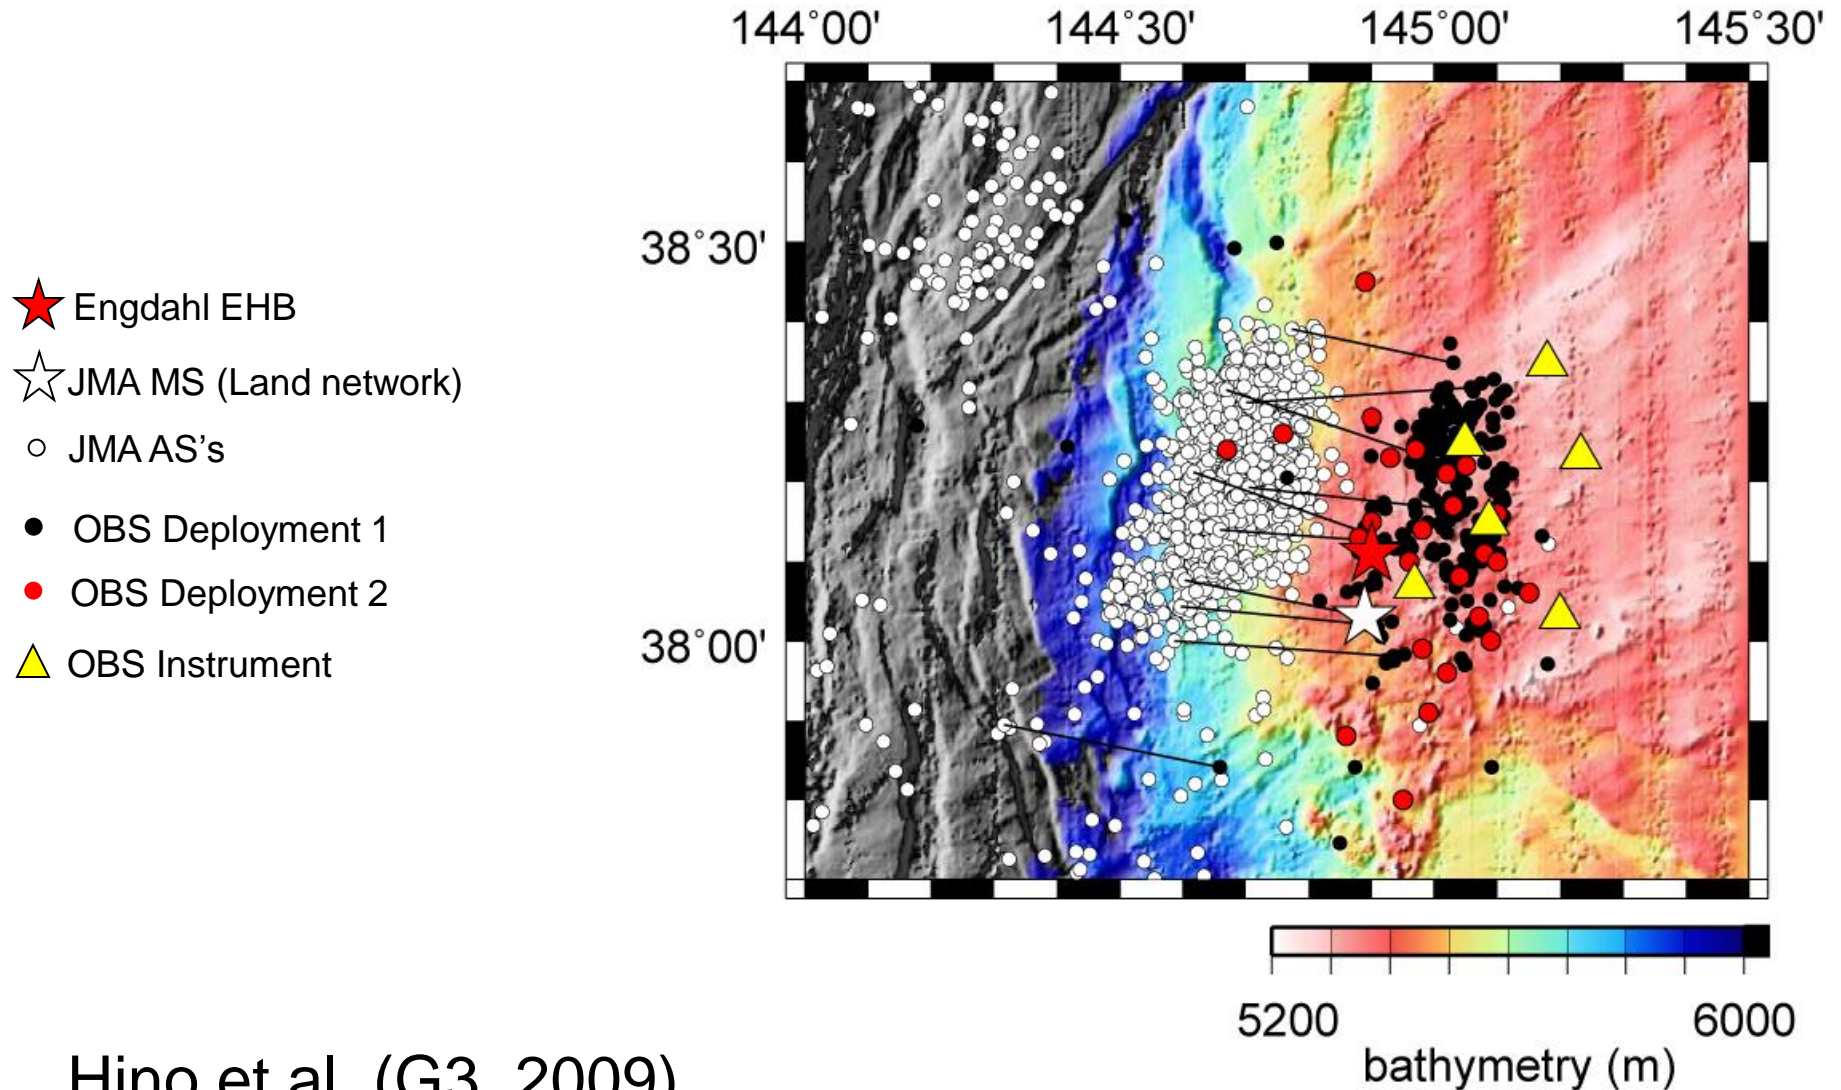 144°00' 144°30' 145°00' 145°30'
38°30'
38°00'
Engdahl EHB
JMA MS (Land network)
JMA AS’s
OBS Deployment 1
OBS Deployment 2
OBS Instrument
5200 6000
bathymetry (m)
Hino et al. (G3, 2009)